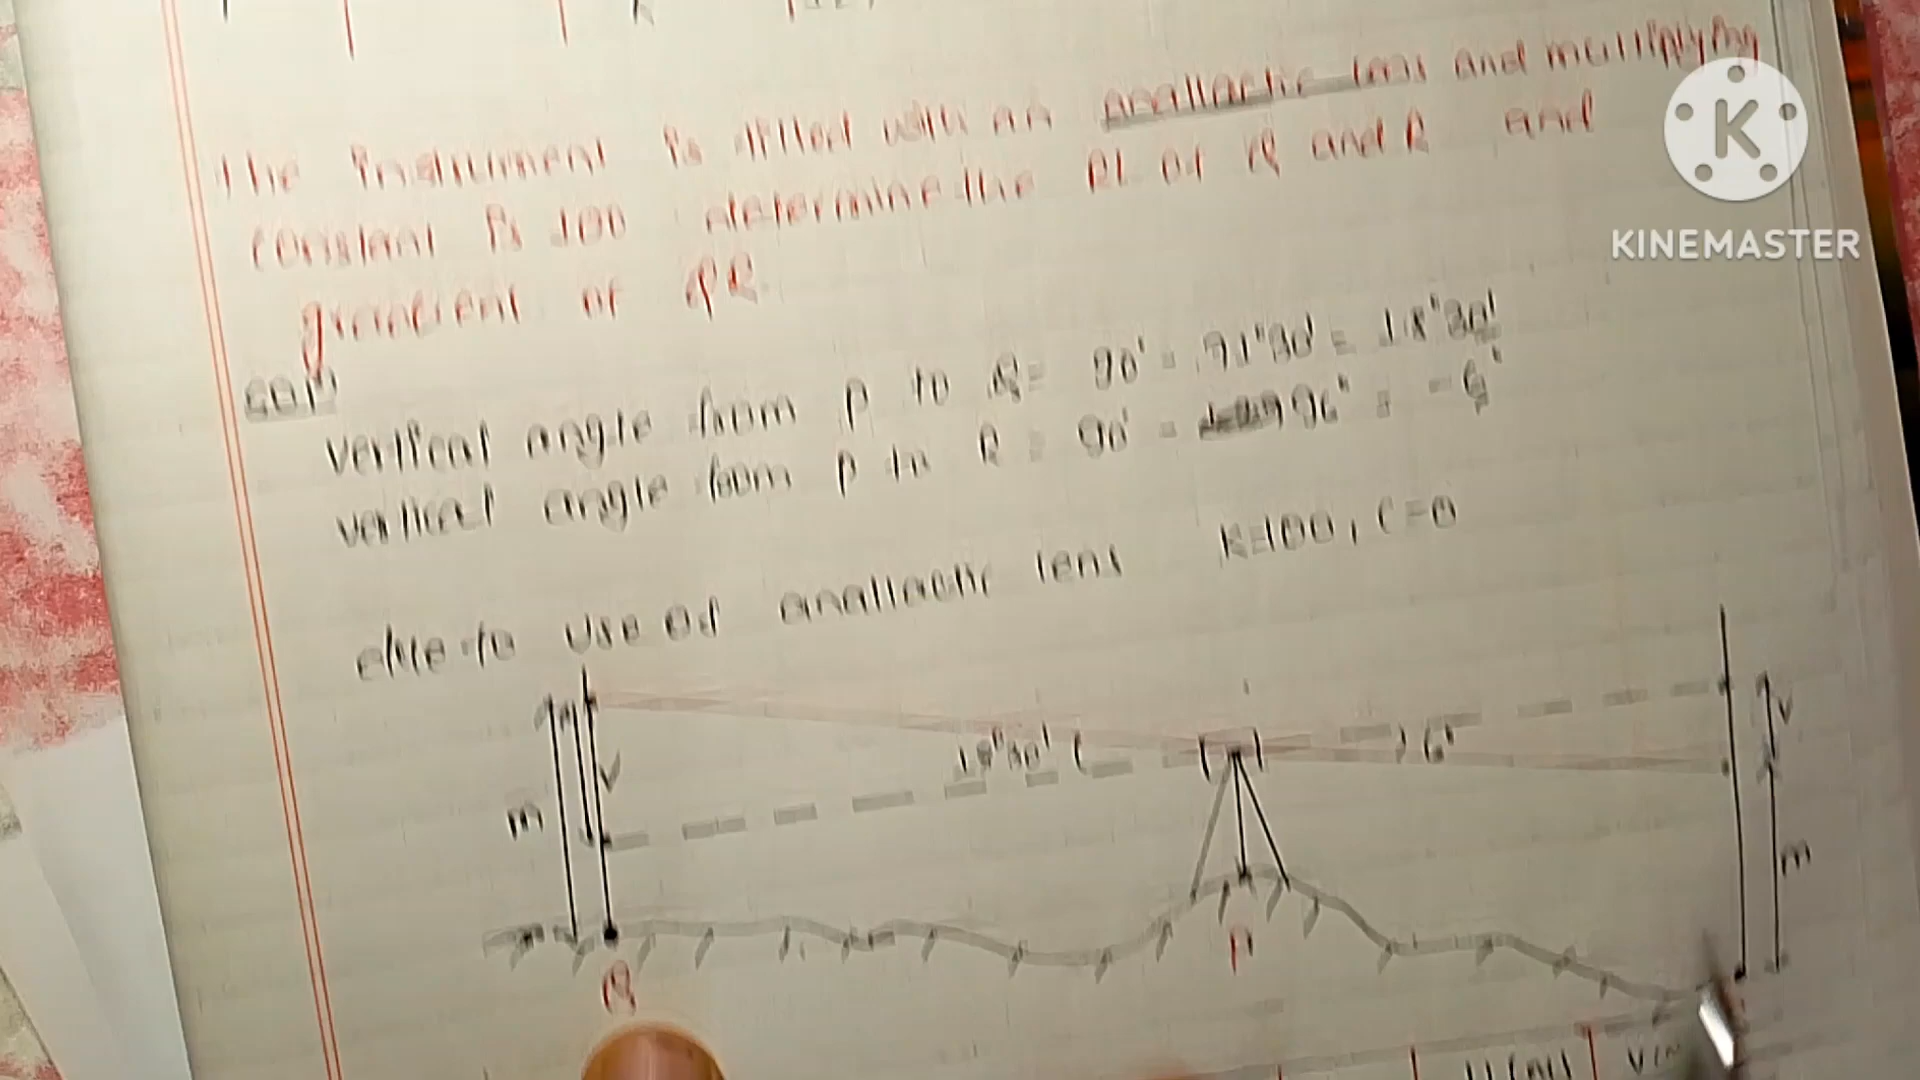 The instrument is fitted with an anallactic lens and multiplying
constant is 100 determine the RL of Q and R and
gradient of QR.
KINEMASTER
Soln
vertical angle from P to Q = 90° - 71°30' = 18°30'
vertical angle from P to R = 90° - 96° = -6°
due to use of anallactic lens K=100, C=0
V
18°30'
6°
V
m
m
P
Q